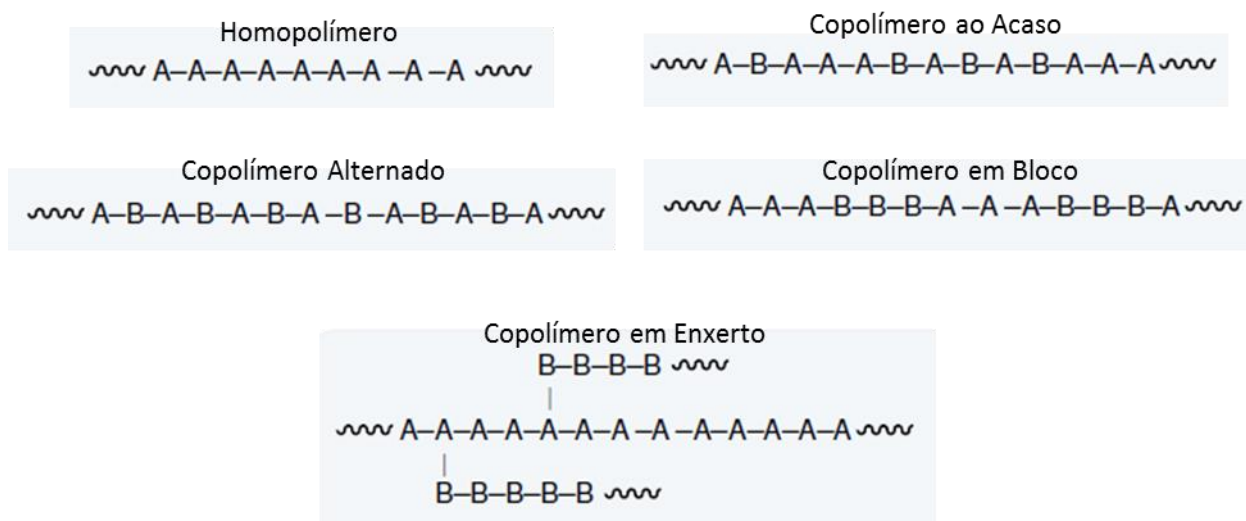 Homopolímero
A–A–A–A–A–A–A –A –A
Copolímero ao Acaso
A–B–A–A–A–B–A–B–A–B–A–A–A
Copolímero Alternado
A–B–A–B–A–B–A –B –A–B–A–B–A
Copolímero em Bloco
A–A–A–B–B–B–A –A –A–B–B–B–A
Copolímero em Enxerto
B–B–B–B
A–A–A–A–A–A–A –A –A–A–A–A–A
B–B–B–B–B